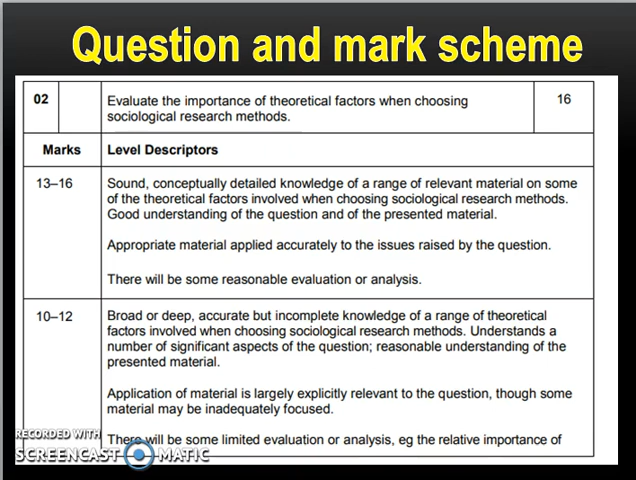 Question and mark scheme
02 Evaluate the importance of theoretical factors when choosing 16
sociological research methods.
Marks Level Descriptors
13–16 Sound, conceptually detailed knowledge of a range of relevant material on some
of the theoretical factors involved when choosing sociological research methods.
Good understanding of the question and of the presented material.
Appropriate material applied accurately to the issues raised by the question.
There will be some reasonable evaluation or analysis.
10–12 Broad or deep, accurate but incomplete knowledge of a range of theoretical
factors involved when choosing sociological research methods. Understands a
number of significant aspects of the question; reasonable understanding of the
presented material.
Application of material is largely explicitly relevant to the question, though some
material may be inadequately focused.
RECORDED WITH
There will be some limited evaluation or analysis, eg the relative importance of
SCREENCAST MATIC